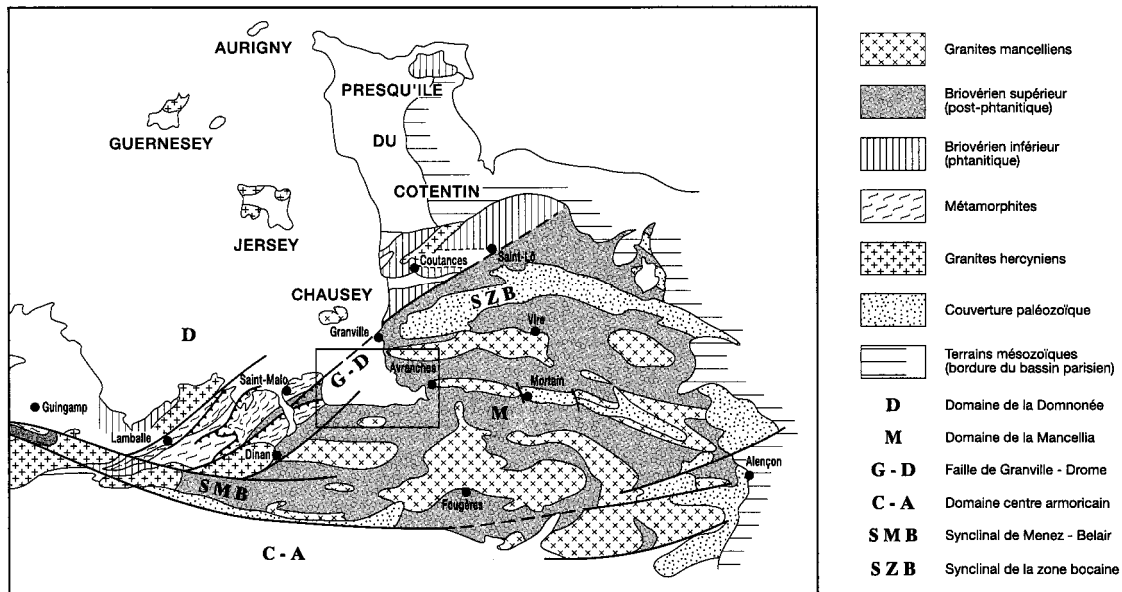 AURIGNY
PRESQU'ILE
DU
COTENTIN
GUERNESEY
JERSEY
Coutances
Saint-Lô
CHAUSEY
S Z B
Granville
Vire
D
G - D
Avranches
Mortain
M
Saint-Malo
Guingamp
Lamballe
Dinan
S M B
Fougères
Alençon
C - A
Granites mancelliens
Briovérien supérieur
(post-phtanitique)
Briovérien inférieur
(phtanitique)
Métamorphites
Granites hercyniens
Couverture paléozoïque
Terrains mésozoïques
(bordure du bassin parisien)
D Domaine de la Domnonée
M Domaine de la Mancellia
G - D Faille de Granville - Drome
C - A Domaine centre armoricain
S M B Synclinal de Menez - Belair
S Z B Synclinal de la zone bocaine